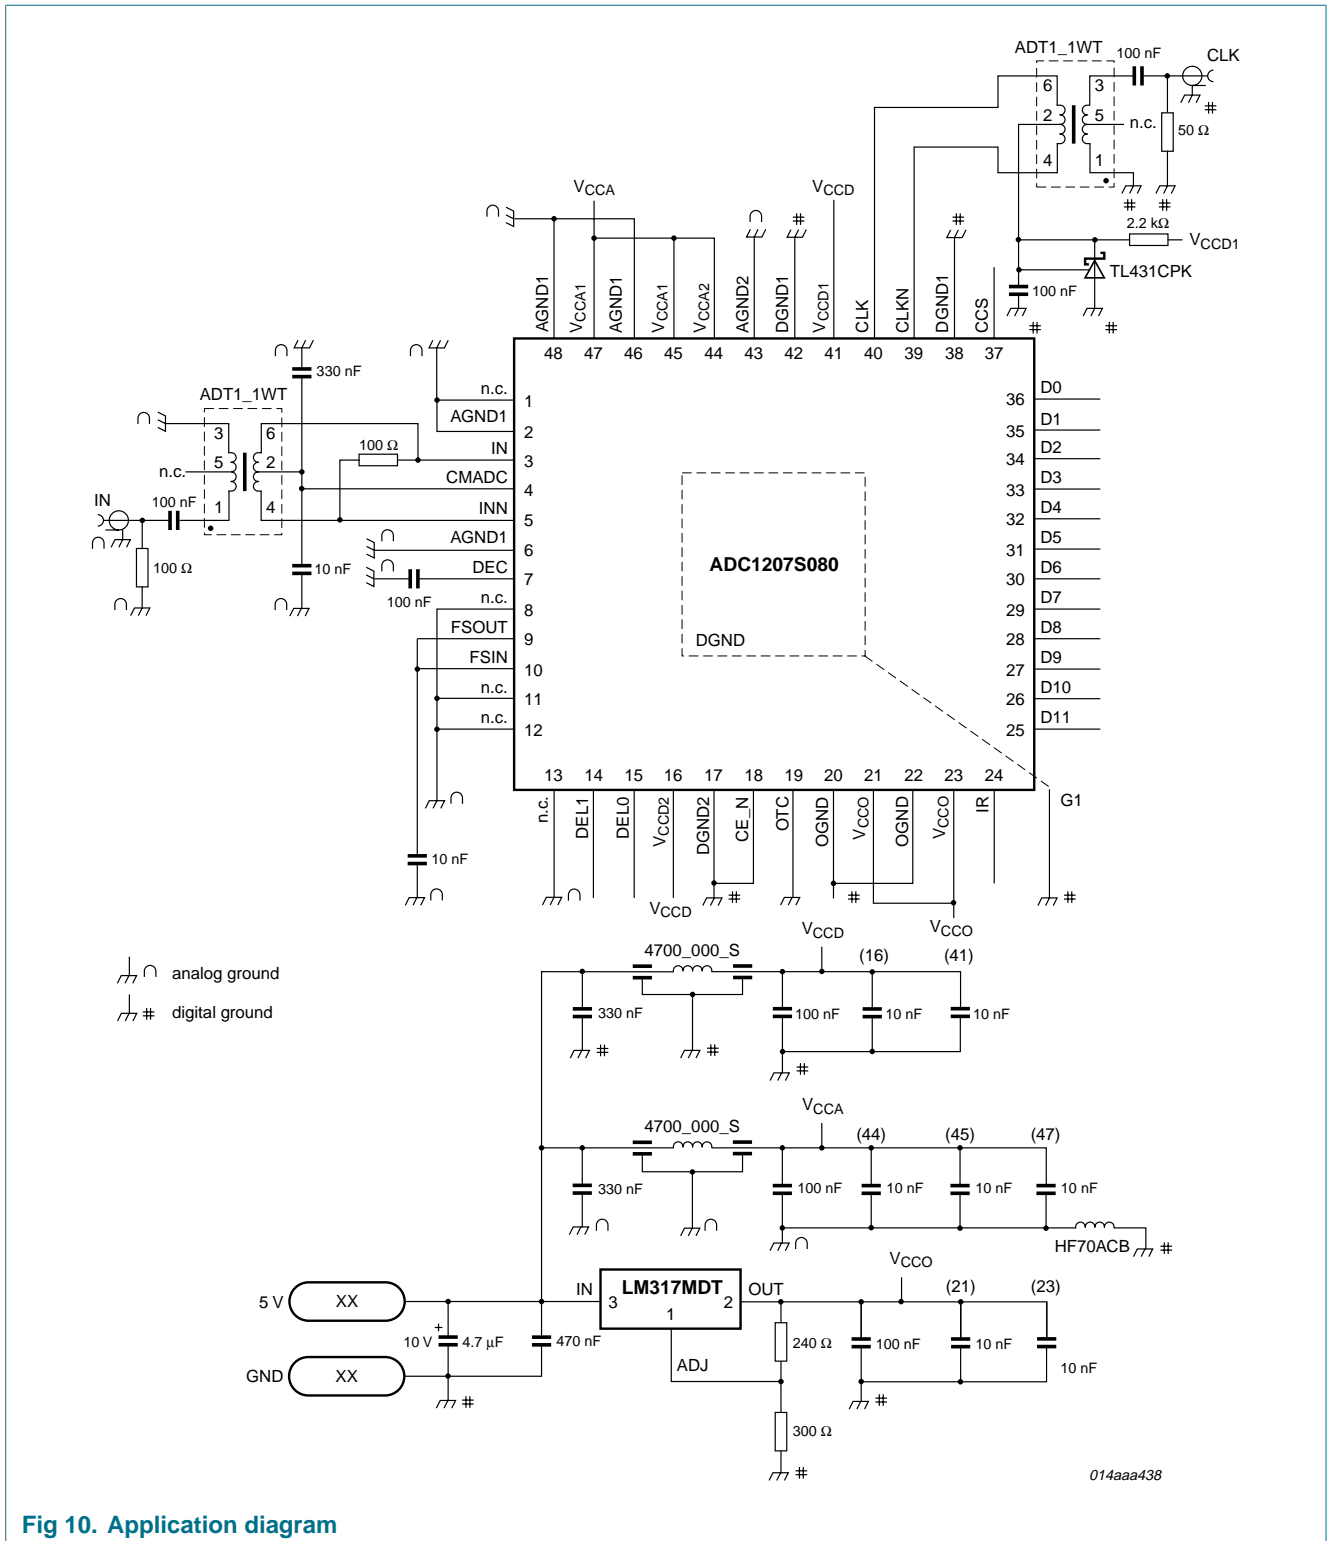 ADT1_1WT
100 nF
CLK
6
3
2
5
n.c.
50 Ω
4
1
#
#
#
VCCA
VCCD
∩
∩
#
#
2.2 kΩ
VCCD1
TL431CPK
100 nF
#
#
AGND1
VCCA1
AGND1
VCCA1
VCCA2
AGND2
DGND1
VCCD1
CLK
CLKN
DGND1
CCS
48
47
46
45
44
43
42
41
40
39
38
37
∩
330 nF
∩
ADT1_1WT
∩
3
6
5
2
n.c.
1
4
100 Ω
IN
100 nF
∩
100 Ω
∩
10 nF
∩
n.c.
1
AGND1
2
IN
3
CMADC
4
INN
5
AGND1
6
∩
DEC
7
∩
100 nF
n.c.
8
FSOUT
9
FSIN
10
n.c.
11
n.c.
12
∩
10 nF
∩
ADC1207S080
DGND
36
D0
35
D1
34
D2
33
D3
32
D4
31
D5
30
D6
29
D7
28
D8
27
D9
26
D10
25
D11
13
14
15
16
17
18
19
20
21
22
23
24
G1
n.c.
DEL1
DEL0
VCCD2
DGND2
CE_N
OTC
OGND
VCCO
OGND
VCCO
IR
∩
VCCD
#
#
VCCO
#
∩ analog ground
# digital ground
4700_000_S
VCCD
(16)
(41)
330 nF
100 nF
10 nF
10 nF
#
#
#
4700_000_S
VCCA
(44)
(45)
(47)
330 nF
100 nF
10 nF
10 nF
10 nF
∩
∩
∩
HF70ACB
#
5 V
XX
GND
XX
+
10 V
4.7 μF
470 nF
#
IN
LM317MDT
OUT
3
2
1
ADJ
240 Ω
300 Ω
#
VCCO
(21)
(23)
100 nF
10 nF
10 nF
#
014aaa438
Fig 10. Application diagram